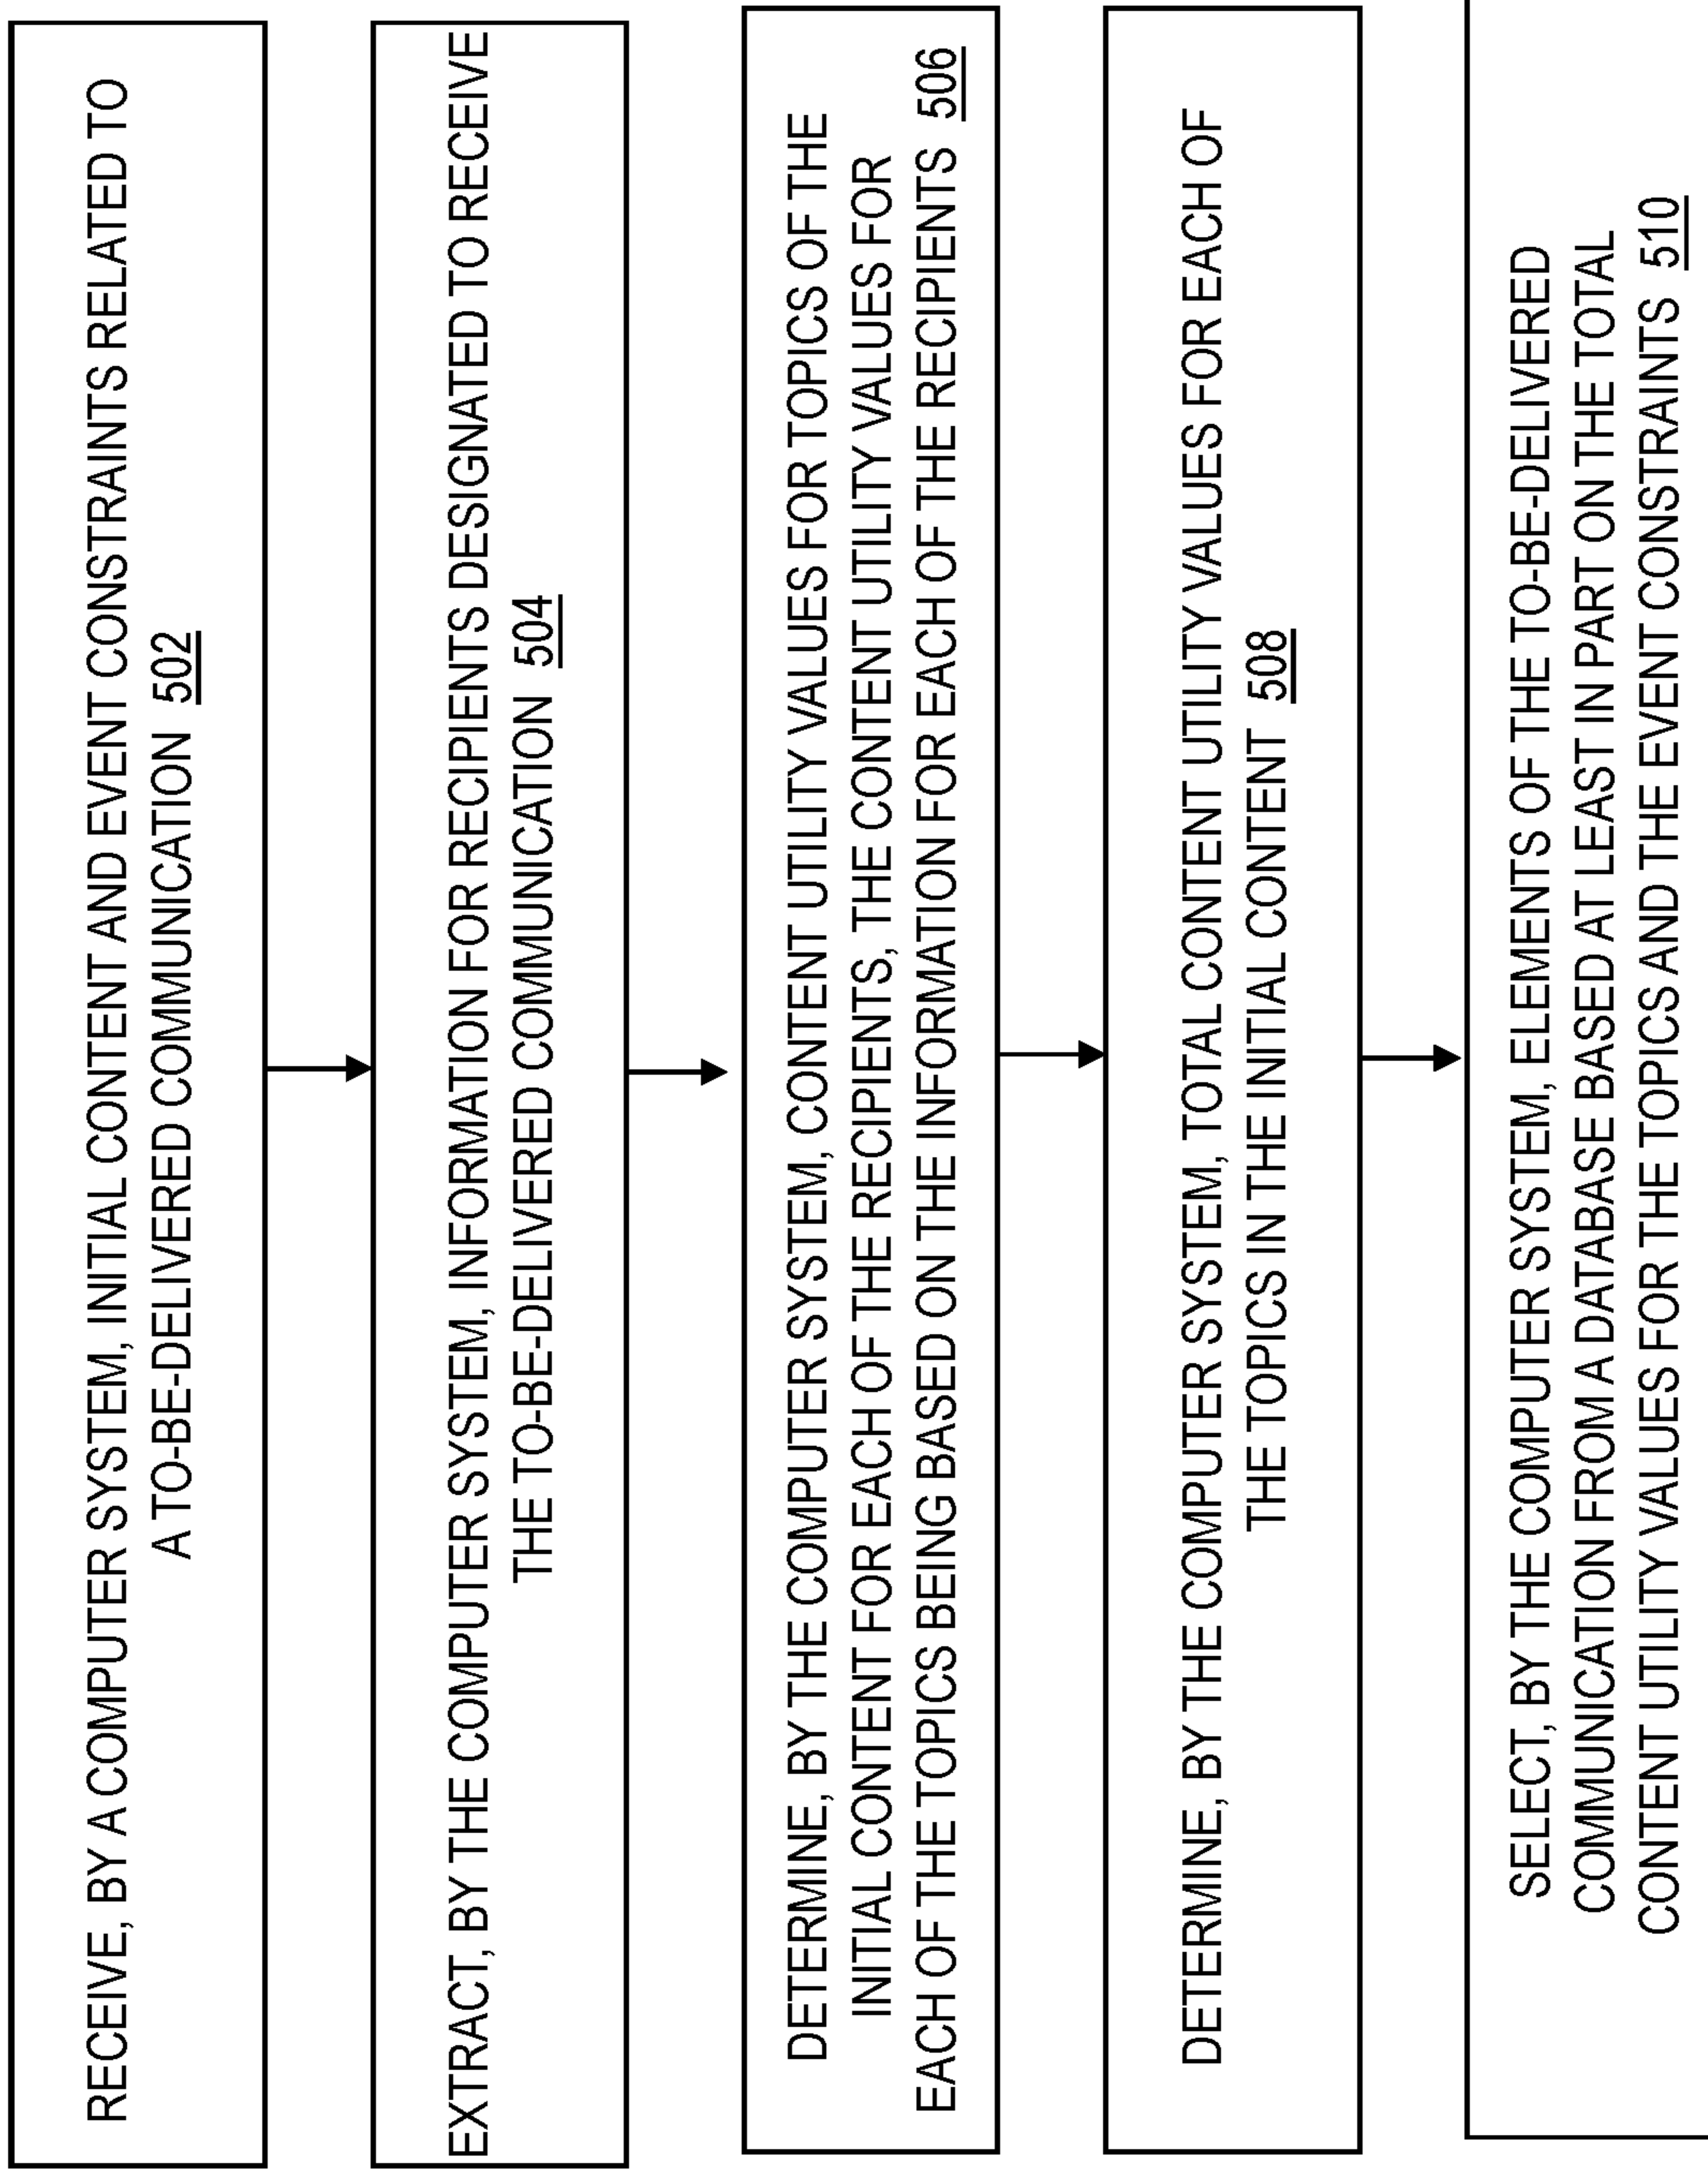 RECEIVE, BY A COMPUTER SYSTEM, INITIAL CONTENT AND EVENT CONSTRAINTS RELATED TO
A TO-BE-DELIVERED COMMUNICATION 502
EXTRACT, BY THE COMPUTER SYSTEM, INFORMATION FOR RECIPIENTS DESIGNATED TO RECEIVE
THE TO-BE-DELIVERED COMMUNICATION 504
DETERMINE, BY THE COMPUTER SYSTEM, CONTENT UTILITY VALUES FOR TOPICS OF THE
INITIAL CONTENT FOR EACH OF THE RECIPIENTS, THE CONTENT UTILITY VALUES FOR
EACH OF THE TOPICS BEING BASED ON THE INFORMATION FOR EACH OF THE RECIPIENTS 506
DETERMINE, BY THE COMPUTER SYSTEM, TOTAL CONTENT UTILITY VALUES FOR EACH OF
THE TOPICS IN THE INITIAL CONTENT 508
SELECT, BY THE COMPUTER SYSTEM, ELEMENTS OF THE TO-BE-DELIVERED
COMMUNICATION FROM A DATABASE BASED AT LEAST IN PART ON THE TOTAL
CONTENT UTILITY VALUES FOR THE TOPICS AND THE EVENT CONSTRAINTS 510